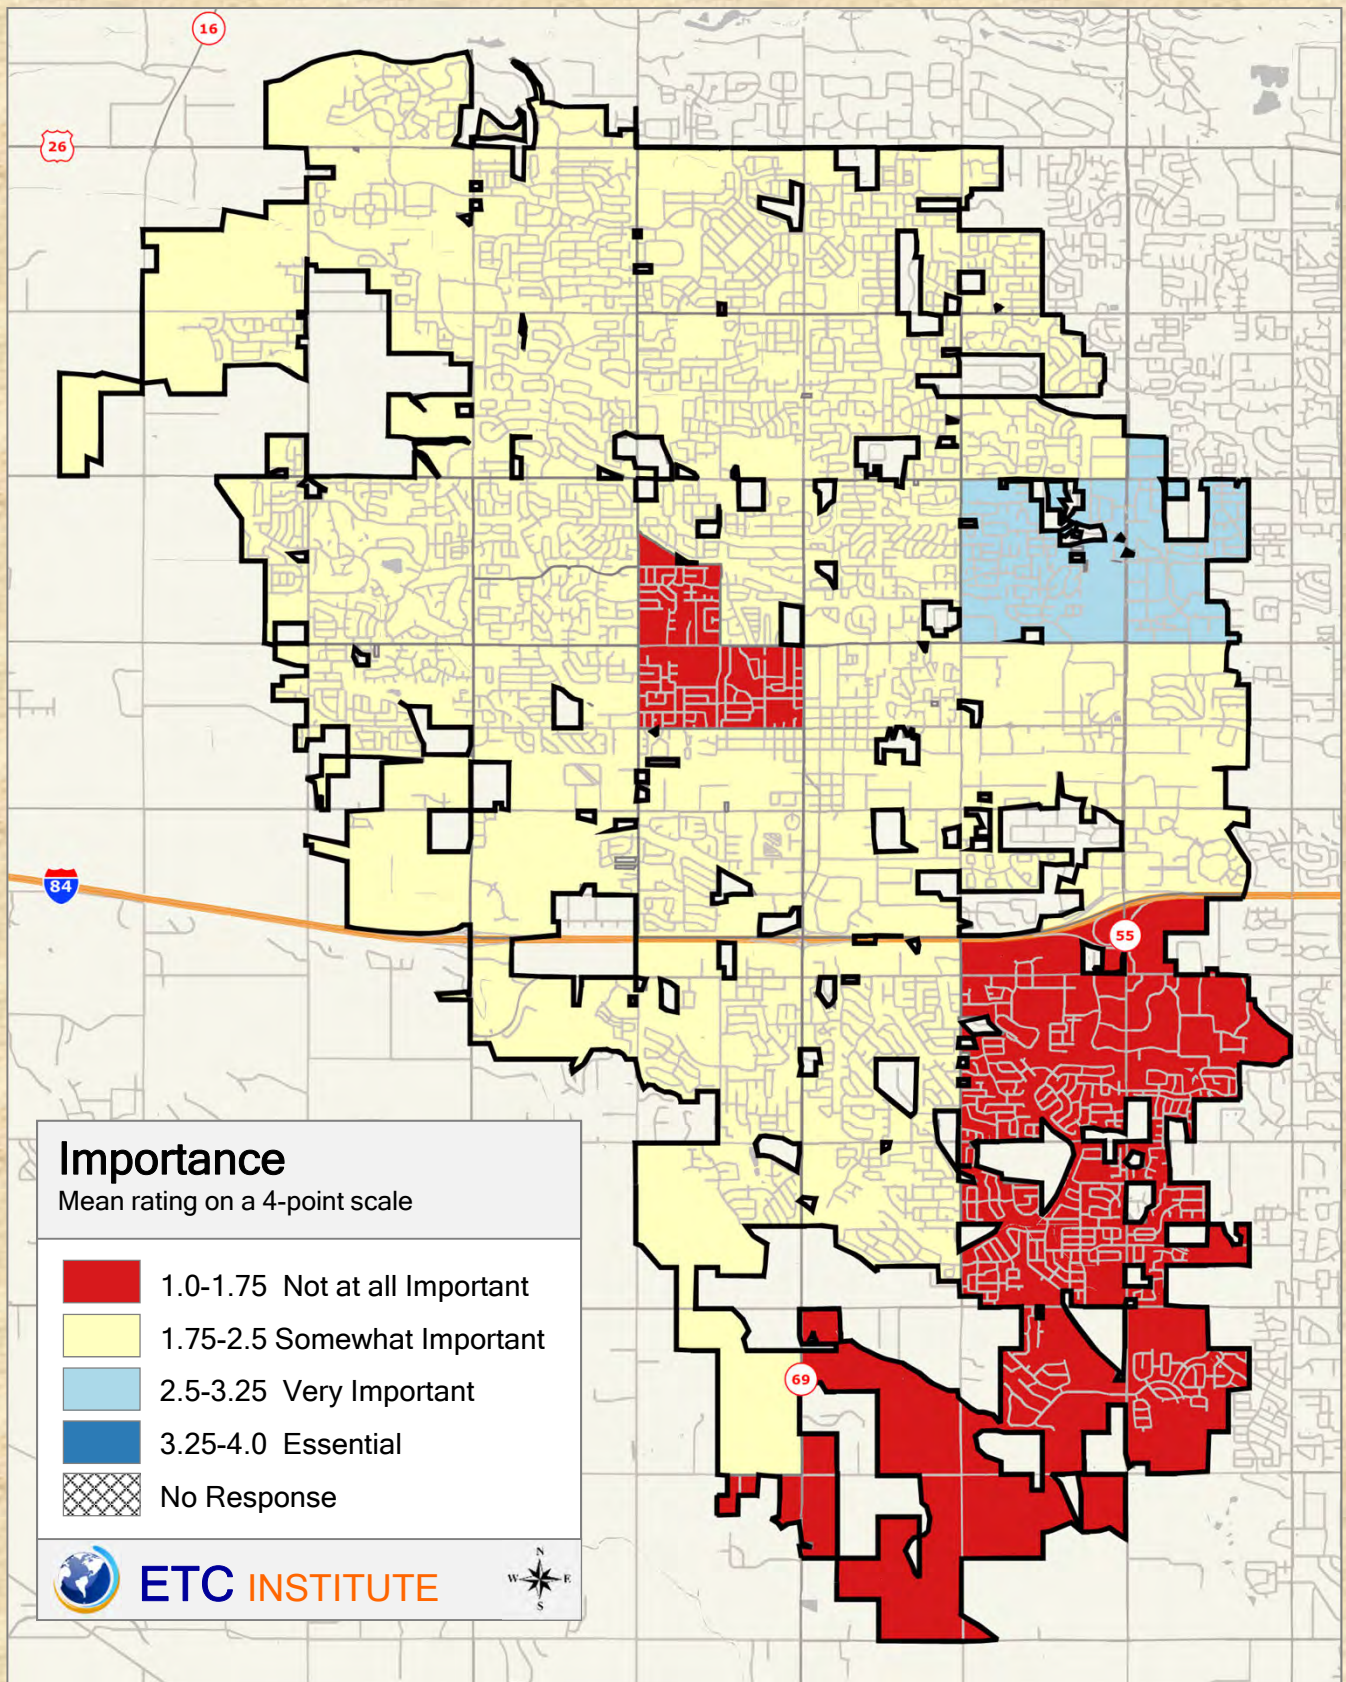 16
26
84
55
69
Importance
Mean rating on a 4-point scale
1.0-1.75 Not at all Important
1.75-2.5 Somewhat Important
2.5-3.25 Very Important
3.25-4.0 Essential
No Response
ETC INSTITUTE
N
W E
S